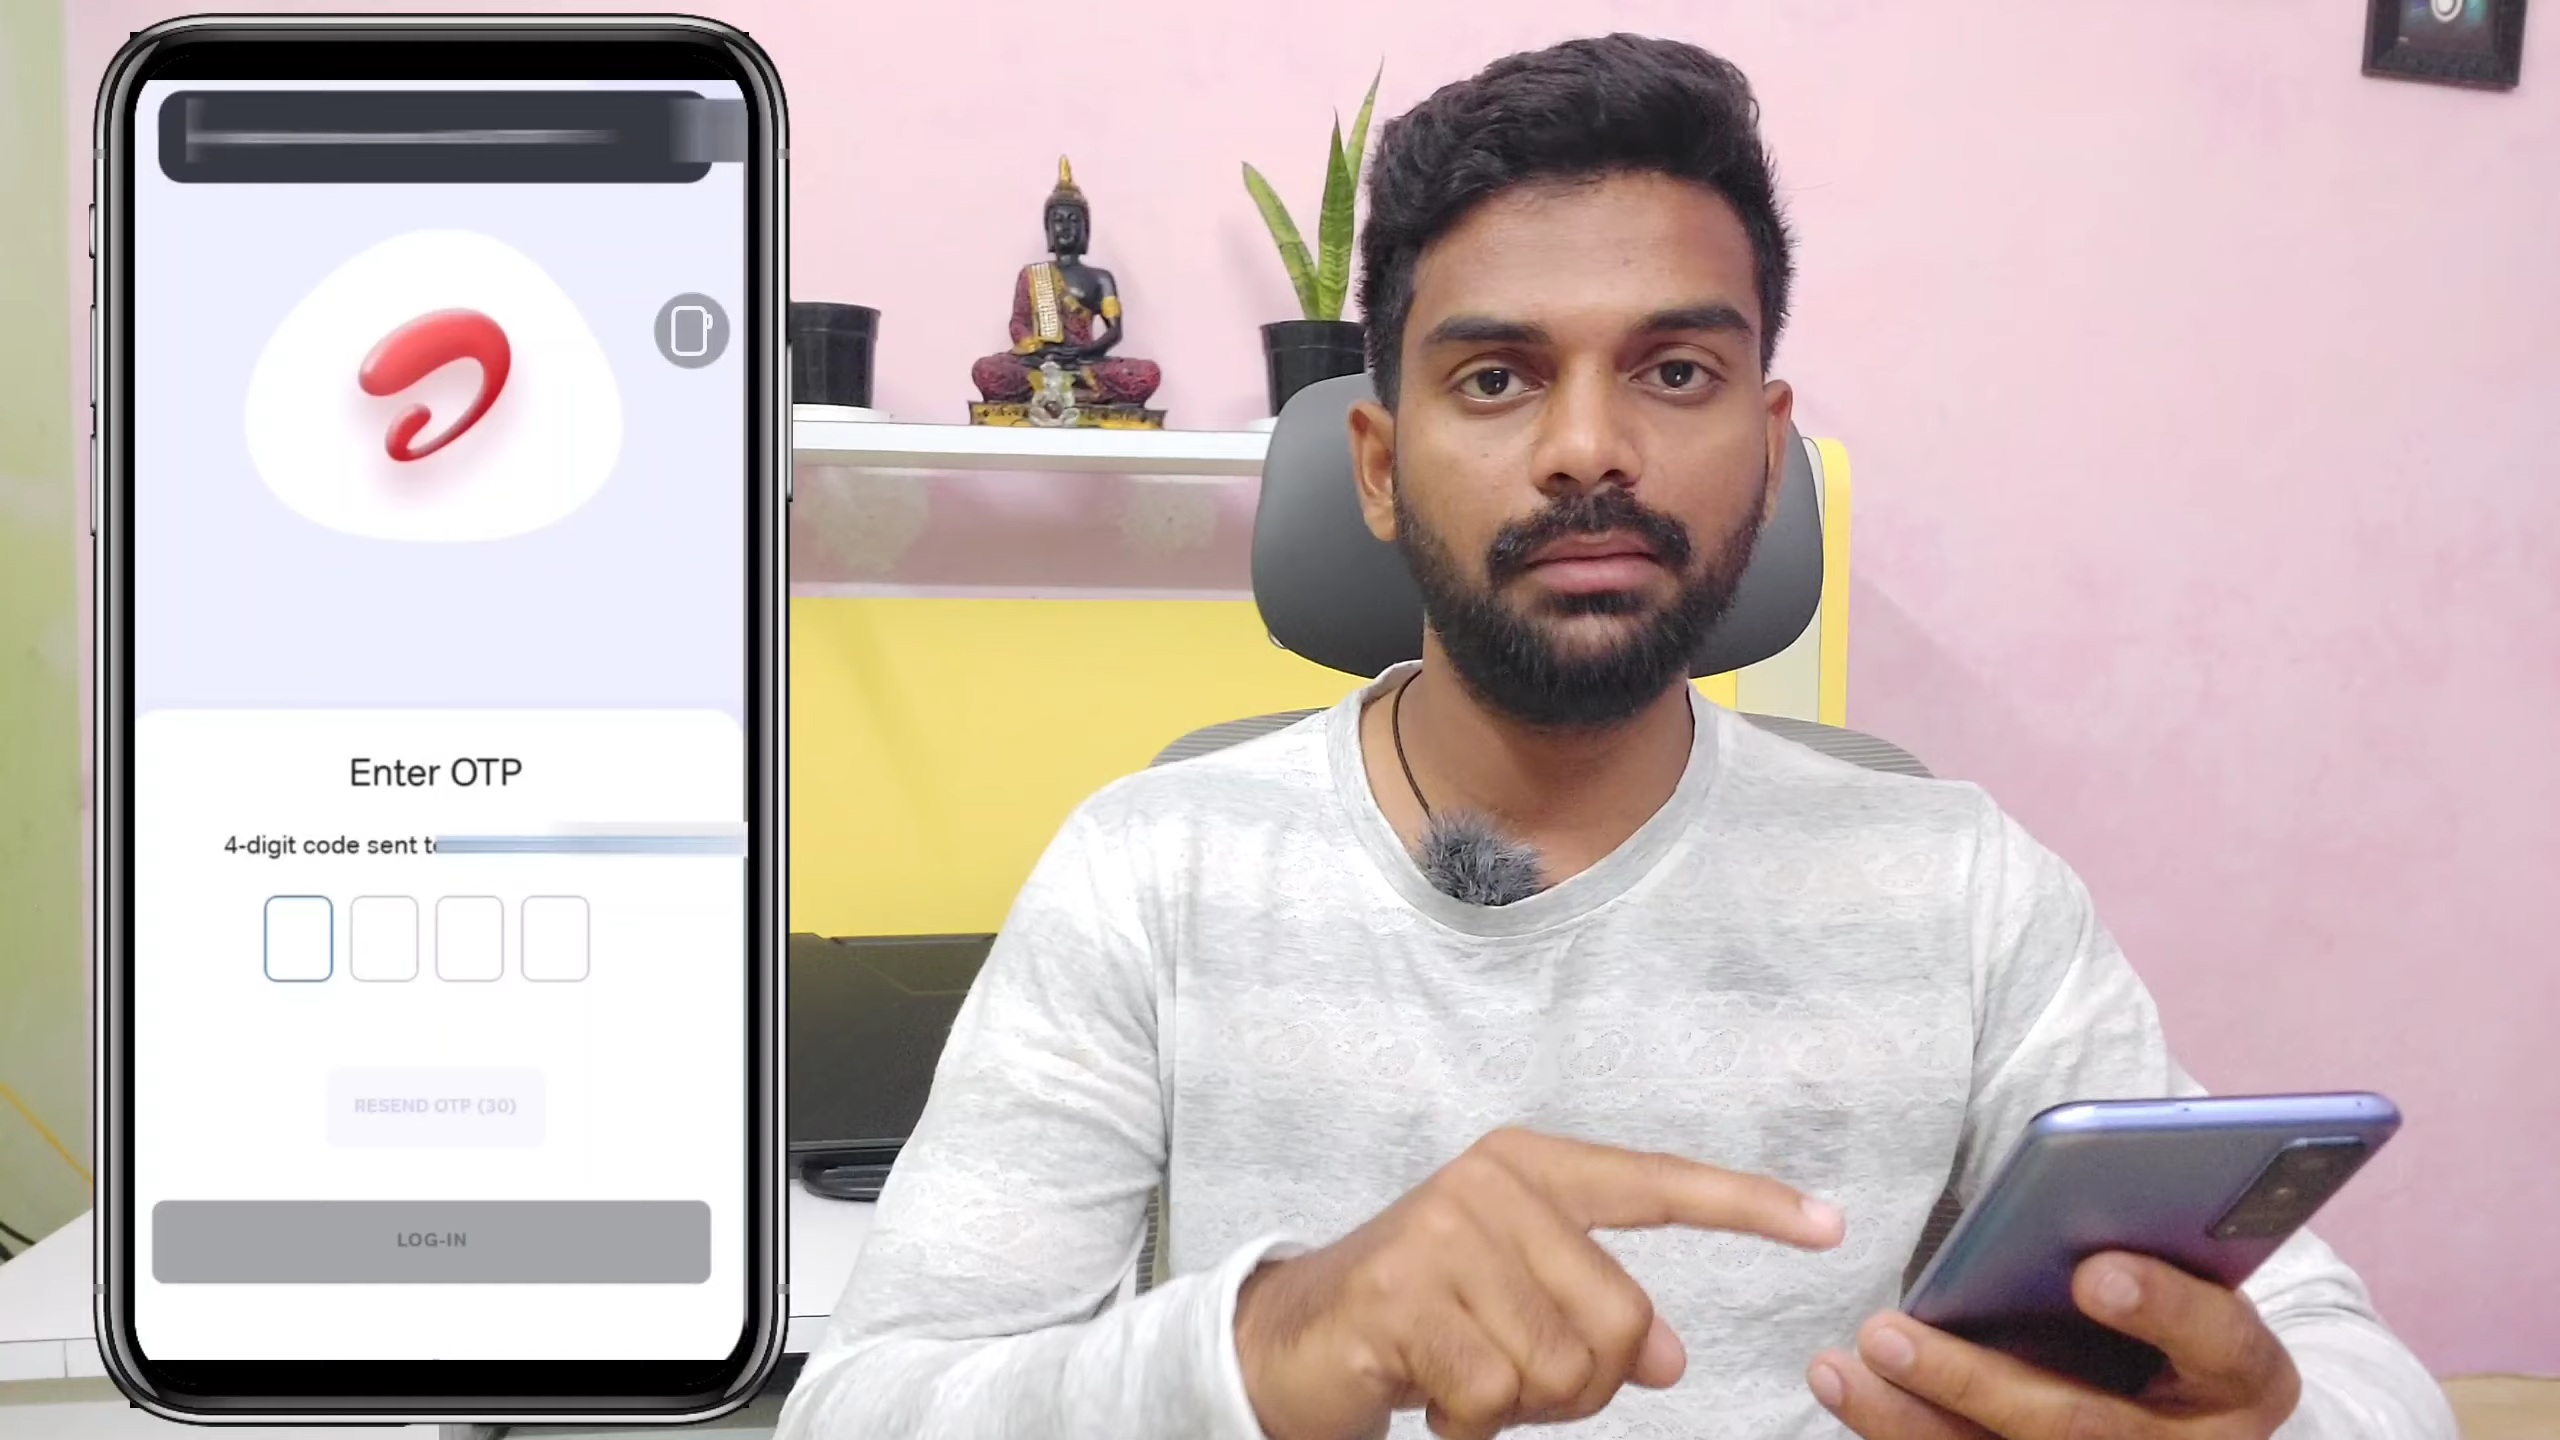 Enter OTP
4-digit code sent
RESEND OTP (30)
LOG-IN